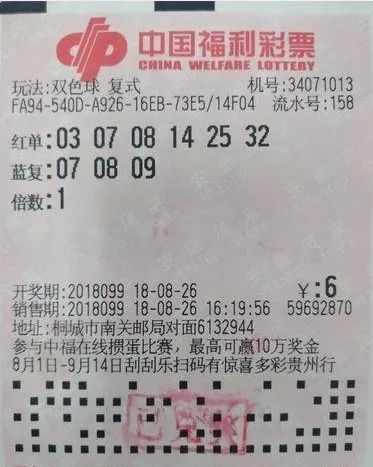 中国福利彩票
CHINA WELFARE LOTTERY
玩法:双色球 复式 机号:34071013
FA94-540D-A926-16EB-73E5/14F04 流水号:158
红单:03 07 08 14 25 32
蓝复:07 08 09
倍数:1
开奖期:2018099 18-08-26 ¥:6
销售期:2018099 18-08-26 16:19:56 59692870
地址:桐城市南关邮局对面6132944
参与中福在线掼蛋比赛，最高可赢10万奖金
8月1日-9月14日刮刮乐扫码有惊喜多彩贵州行
已兑奖